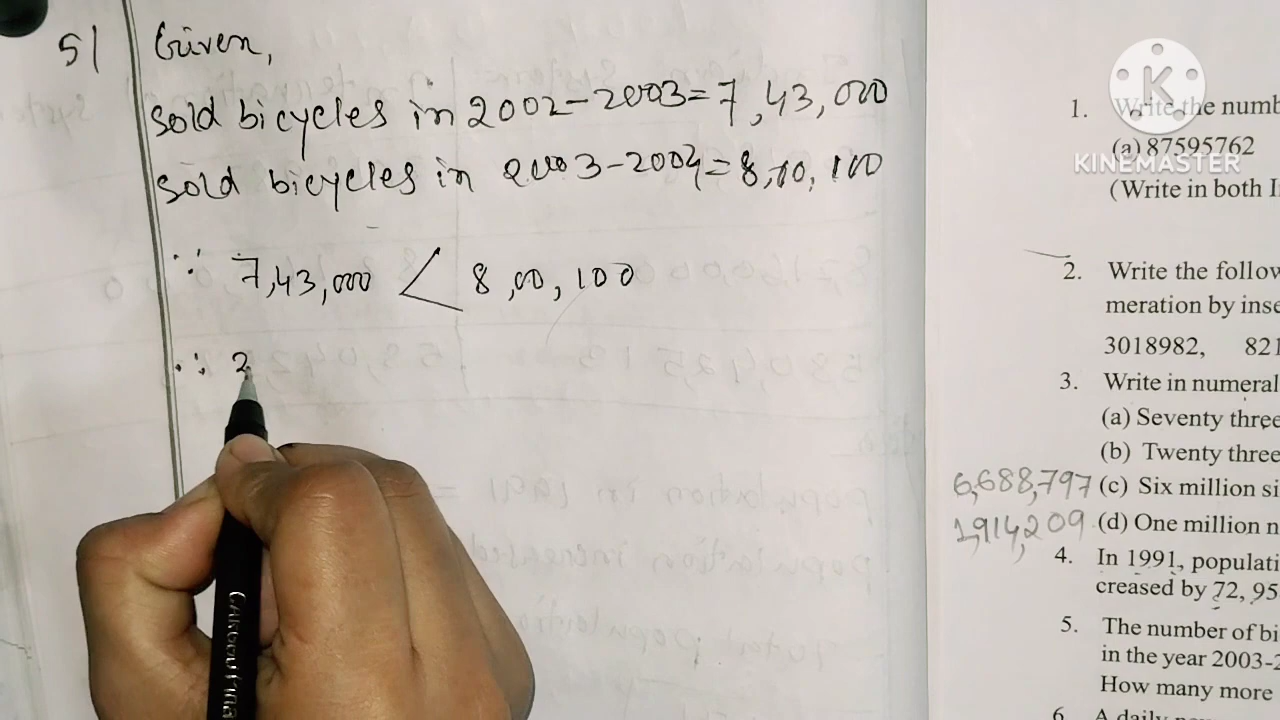 5| Given,
Sold bicycles in 2002-2003=7,43,000
Sold bicycles in 2003-2004=8,00,100
∵ 7,43,000 < 8,00,100
∴ 2
K
KINEMASTER
1. Write the numb
(a) 87595762
(Write in both I
2. Write the follow
meration by inse
3018982, 821
3. Write in numeral
(a) Seventy three
(b) Twenty three
6,688,797 (c) Six million si
1,914,209 (d) One million n
4. In 1991, populati
creased by 72, 95
5. The number of bi
in the year 2003-2
How many more
6. A daily